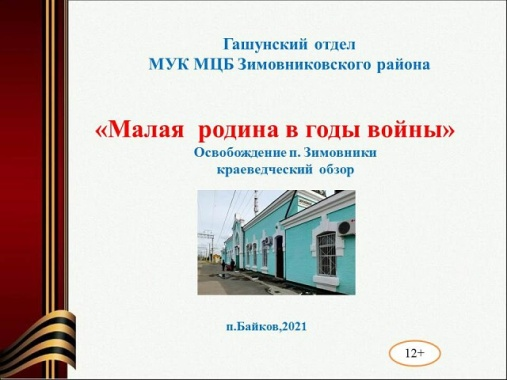 Гашунский отдел
МУК МЦБ Зимовниковского района
«Малая родина в годы войны»
Освобождение п. Зимовники
краеведческий обзор
п.Байков,2021
12+